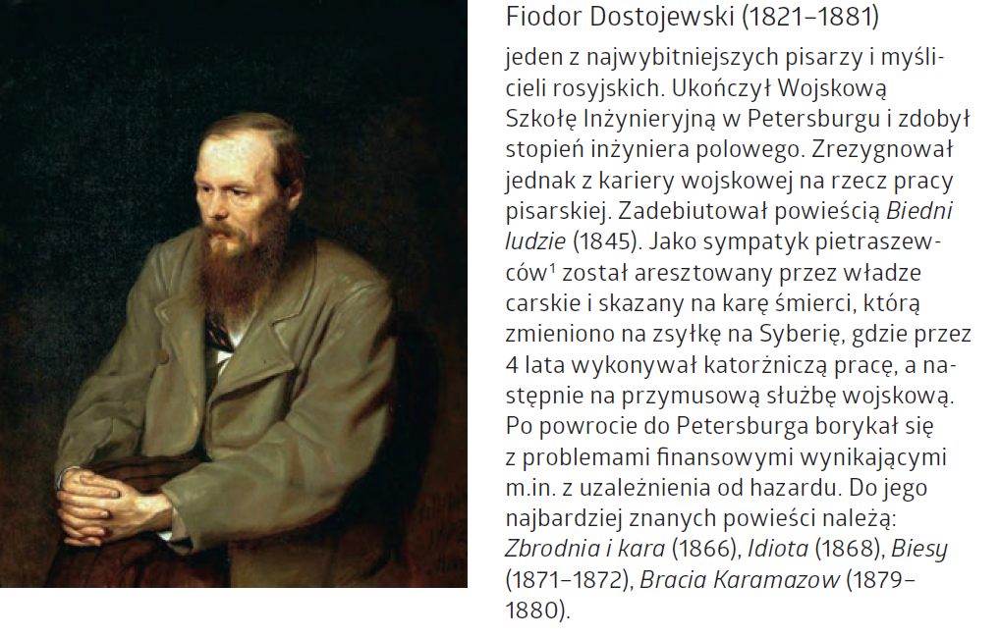 Fiodor Dostojewski (1821–1881)
jeden z najwybitniejszych pisarzy i myśli-
cieli rosyjskich. Ukończył Wojskową
Szkołę Inżynieryjną w Petersburgu i zdobył
stopień inżyniera polowego. Zrezygnował
jednak z kariery wojskowej na rzecz pracy
pisarskiej. Zadebiutował powieścią Biedni
ludzie (1845). Jako sympatyk pietraszew-
ców¹ został aresztowany przez władze
carskie i skazany na karę śmierci, którą
zmieniono na zsyłkę na Syberię, gdzie przez
4 lata wykonywał katorżniczą pracę, a na-
stępnie na przymusową służbę wojskową.
Po powrocie do Petersburga borykał się
z problemami finansowymi wynikającymi
m.in. z uzależnienia od hazardu. Do jego
najbardziej znanych powieści należą:
Zbrodnia i kara (1866), Idiota (1868), Biesy
(1871–1872), Bracia Karamazow (1879–
1880).